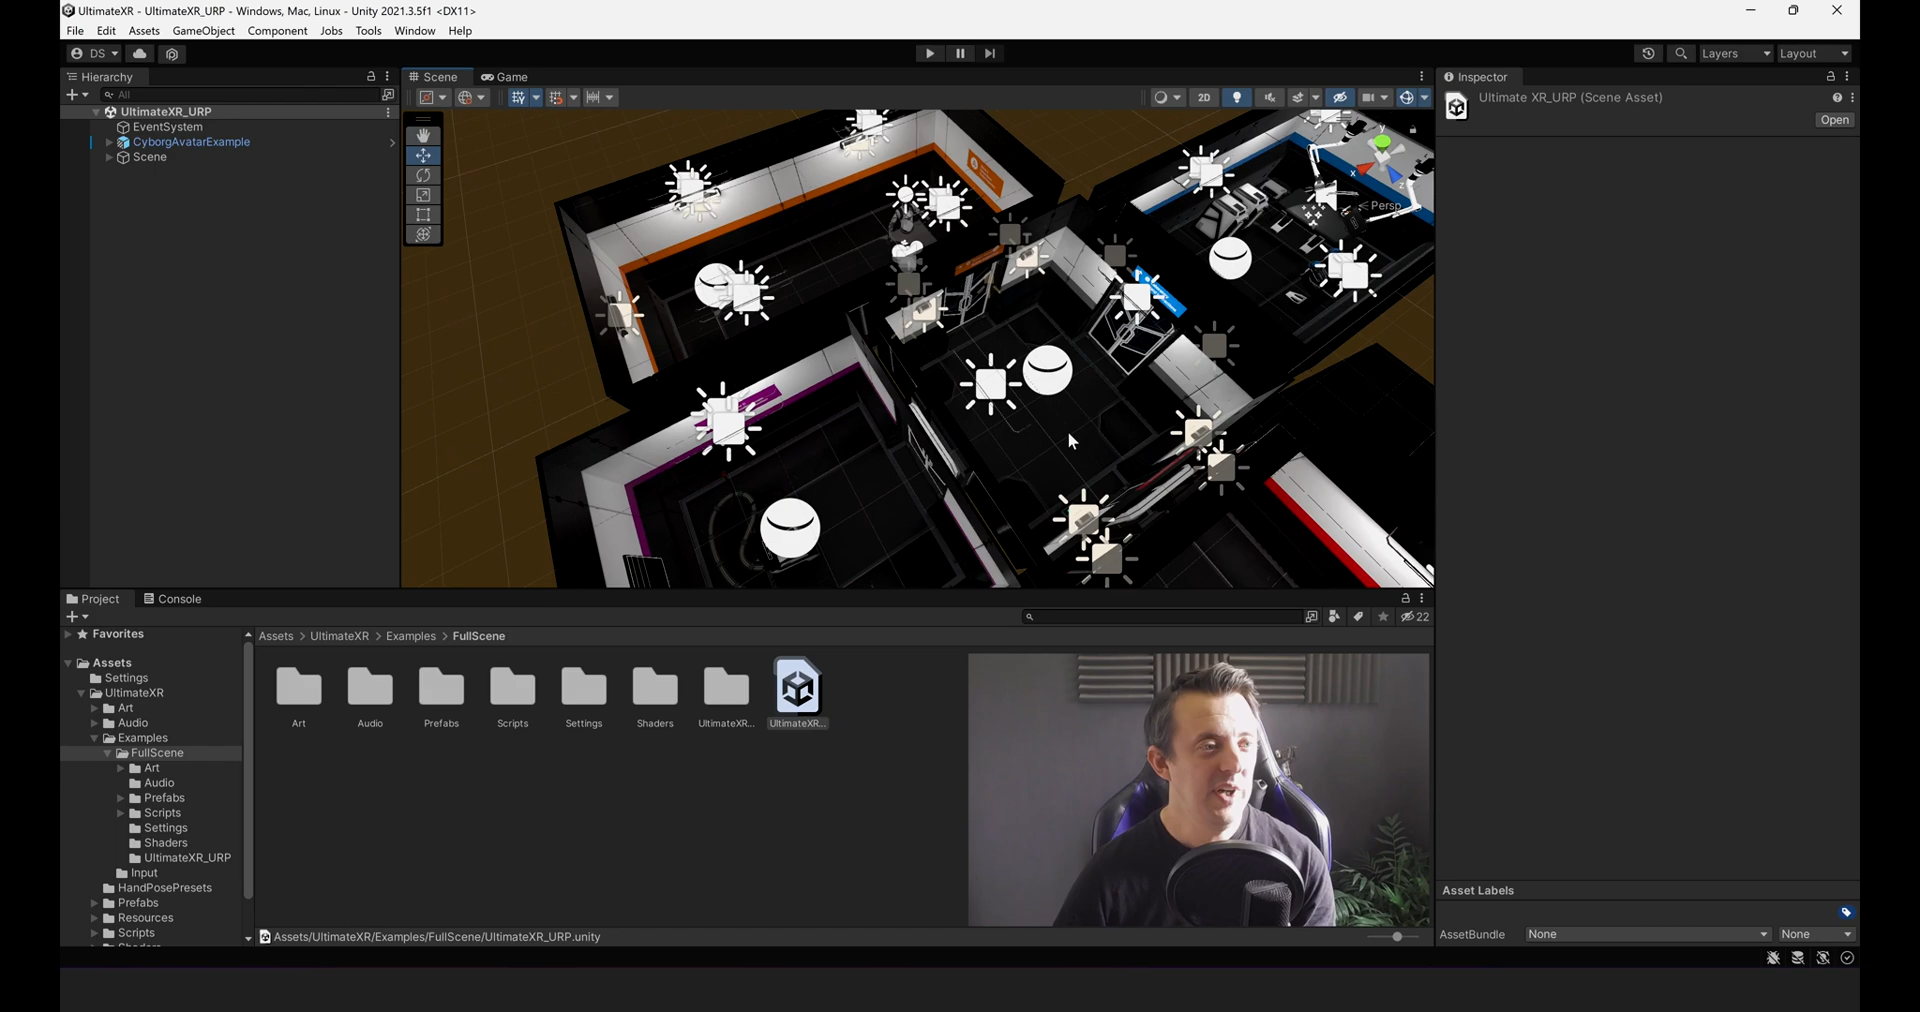 UltimateXR - UltimateXR_URP - Windows, Mac, Linux - Unity 2021.3.5f1 <DX11>
File Edit Assets GameObject Component Jobs Tools Window Help
DS Layers Layout
Hierarchy
All
UltimateXR_URP
EventSystem
CyborgAvatarExample
Scene
Scene Game
2D
y
x
z
Persp
Inspector
Ultimate XR_URP (Scene Asset)
Open
Project Console
22
Favorites
Assets
Settings
UltimateXR
Art
Audio
Examples
FullScene
Art
Audio
Prefabs
Scripts
Settings
Shaders
UltimateXR_URP
Input
HandPosePresets
Prefabs
Resources
Scripts
Assets > UltimateXR > Examples > FullScene
Art Audio Prefabs Scripts Settings Shaders UltimateXR... UltimateXR...
Assets/UltimateXR/Examples/FullScene/UltimateXR_URP.unity
Asset Labels
AssetBundle None None